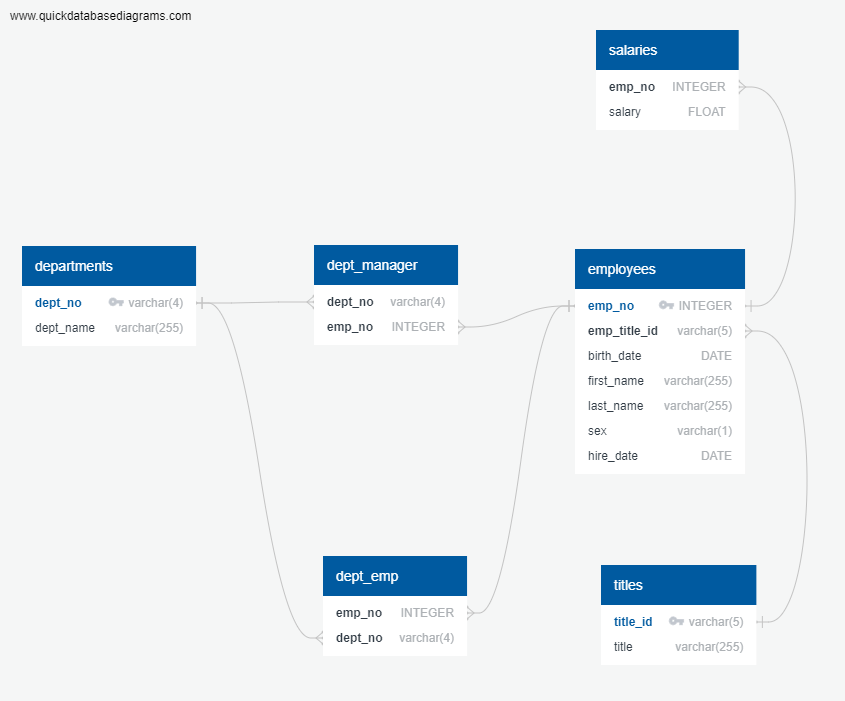 www.quickdatabasediagrams.com
salaries
emp_no INTEGER
salary FLOAT
departments
dept_no varchar(4)
dept_name varchar(255)
dept_manager
dept_no varchar(4)
emp_no INTEGER
employees
emp_no INTEGER
emp_title_id varchar(5)
birth_date DATE
first_name varchar(255)
last_name varchar(255)
sex varchar(1)
hire_date DATE
dept_emp
emp_no INTEGER
dept_no varchar(4)
titles
title_id varchar(5)
title varchar(255)